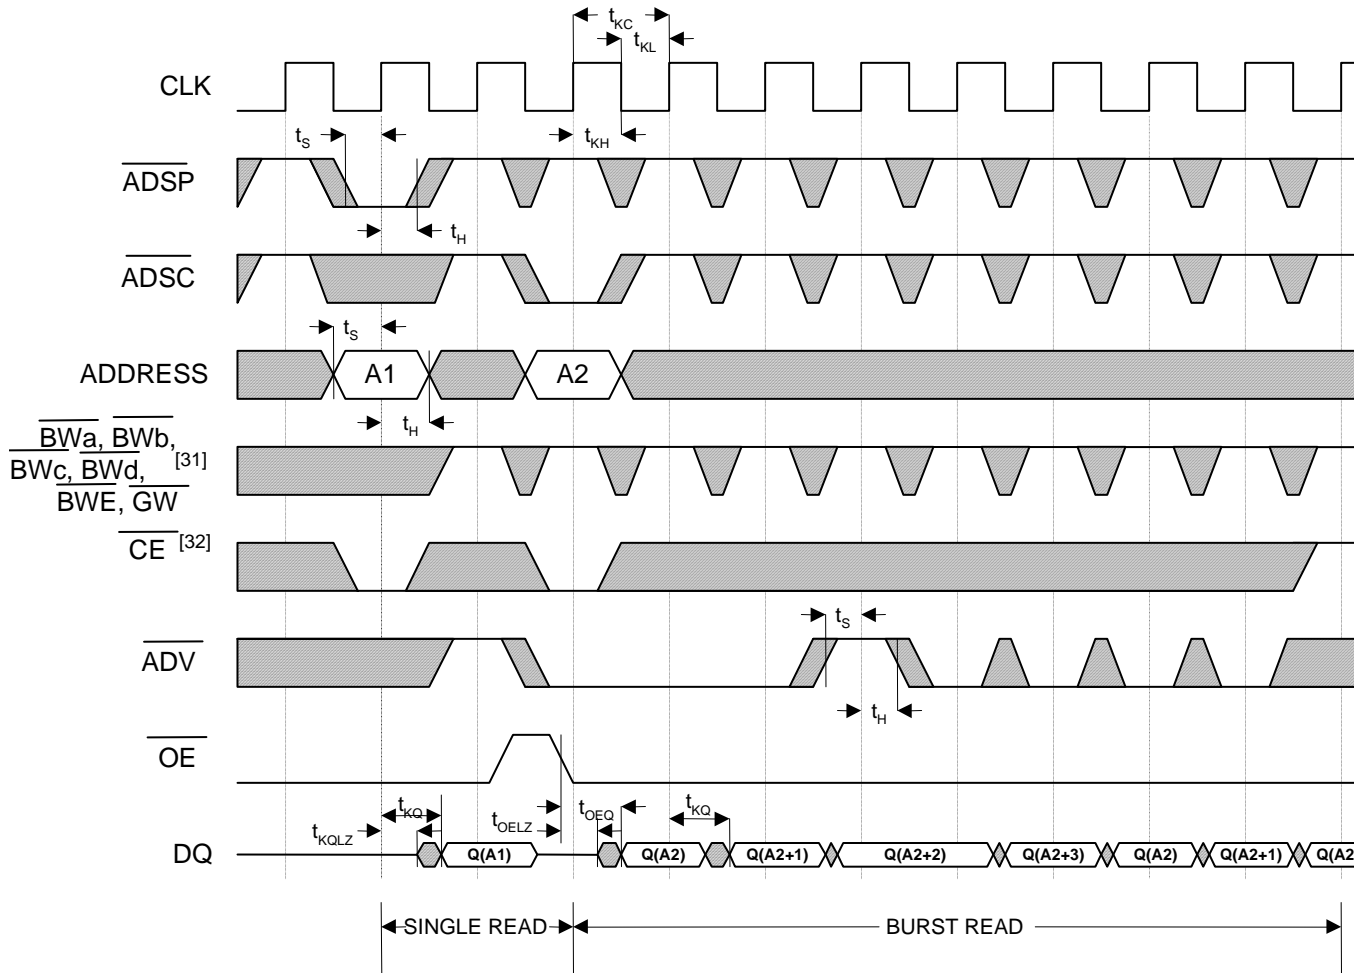 tKC
tKL
CLK
tS
tKH
ADSP
tH
ADSC
tS
ADDRESS
A1
A2
tH
BWa, BWb,
BWc, BWd, [31]
BWE, GW
CE [32]
tS
ADV
tH
OE
tKQ
tOELZ
tOEQ
tKQ
tKQLZ
DQ
Q(A1)
Q(A2)
Q(A2+1)
Q(A2+2)
Q(A2+3)
Q(A2)
Q(A2+1)
Q(A2
SINGLE READ
BURST READ